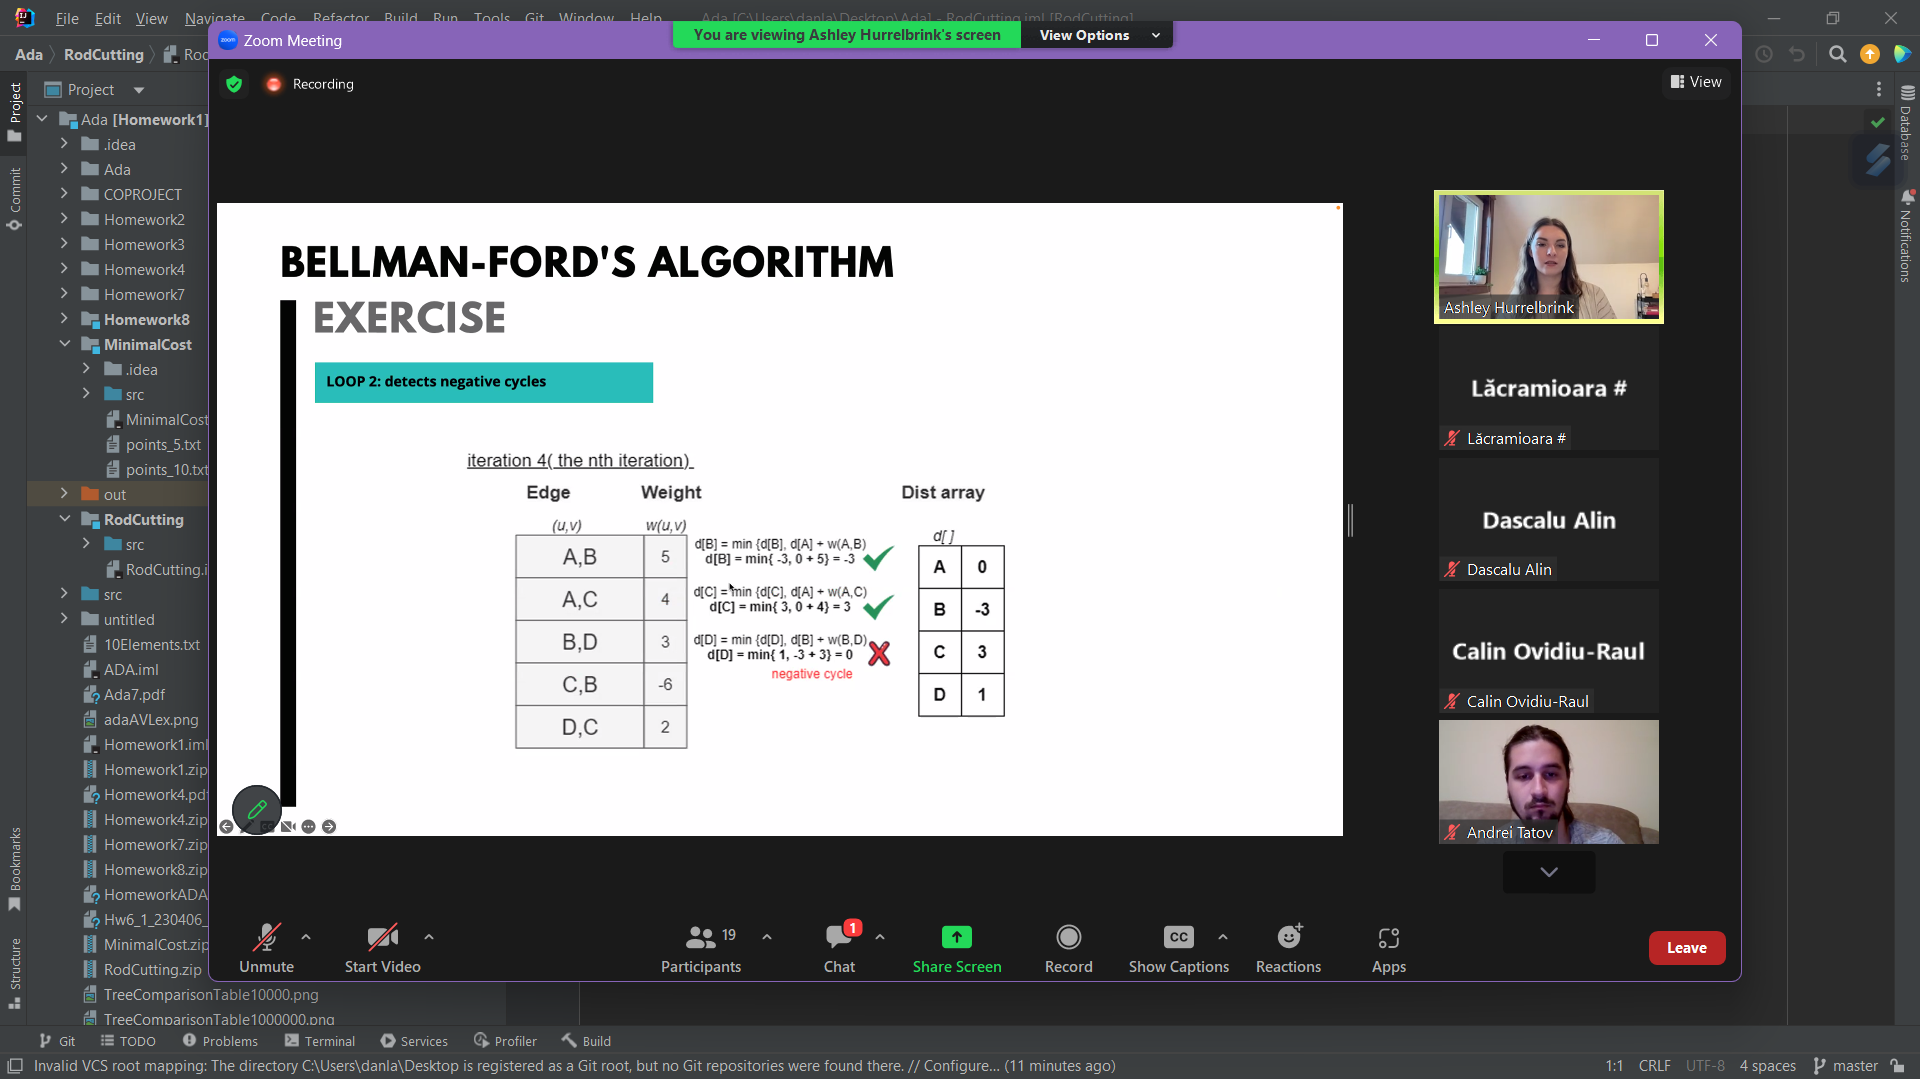 File Edit View Navigate Code Refactor Build Run Tools Git Window Help
Ada [C:\Users\danla\Desktop\Ada] - RodCutting.iml [RodCutting]
Ada RodCutting
zoom Zoom Meeting
You are viewing Ashley Hurrelbrink's screen View Options
Recording
View
Project
Project
Commit
Bookmarks
Structure
Database
Notifications
Ada [Homework1]
.idea
Ada
COPROJECT
Homework2
Homework3
Homework4
Homework7
Homework8
MinimalCost
.idea
src
MinimalCost
points_5.txt
points_10.txt
out
RodCutting
src
RodCutting.i
src
untitled
10Elements.txt
ADA.iml
Ada7.pdf
adaAVLex.png
Homework1.iml
Homework1.zip
Homework4.pdf
Homework4.zip
Homework7.zip
Homework8.zip
HomeworkADA
Hw6_1_230406_
MinimalCost.zip
RodCutting.zip
TreeComparisonTable10000.png
TreeComparisonTable1000000.png
BELLMAN-FORD'S ALGORITHM
EXERCISE
LOOP 2: detects negative cycles
iteration 4( the nth iteration)
Edge Weight Dist array
(u,v) w(u,v) d[ ]
A,B 5
d[B] = min {d[B], d[A] + w(A,B)
d[B] = min{ -3, 0 + 5} = -3
A,C 4
d[C] = min {d[C], d[A] + w(A,C)
d[C] = min{ 3, 0 + 4} = 3
B,D 3
d[D] = min {d[D], d[B] + w(B,D)
d[D] = min{ 1, -3 + 3} = 0
negative cycle
C,B -6
D,C 2
A 0
B -3
C 3
D 1
Ashley Hurrelbrink
Lăcramioara #
Lăcramioara #
Dascalu Alin
Dascalu Alin
Calin Ovidiu-Raul
Calin Ovidiu-Raul
Andrei Tatov
Unmute
Start Video
19
Participants
1
Chat
Share Screen
Record
CC
Show Captions
Reactions
Apps
Leave
Git TODO Problems Terminal Services Profiler Build
Invalid VCS root mapping: The directory C:\Users\danla\Desktop is registered as a Git root, but no Git repositories were found there. // Configure... (11 minutes ago)
1:1 CRLF UTF-8 4 spaces master